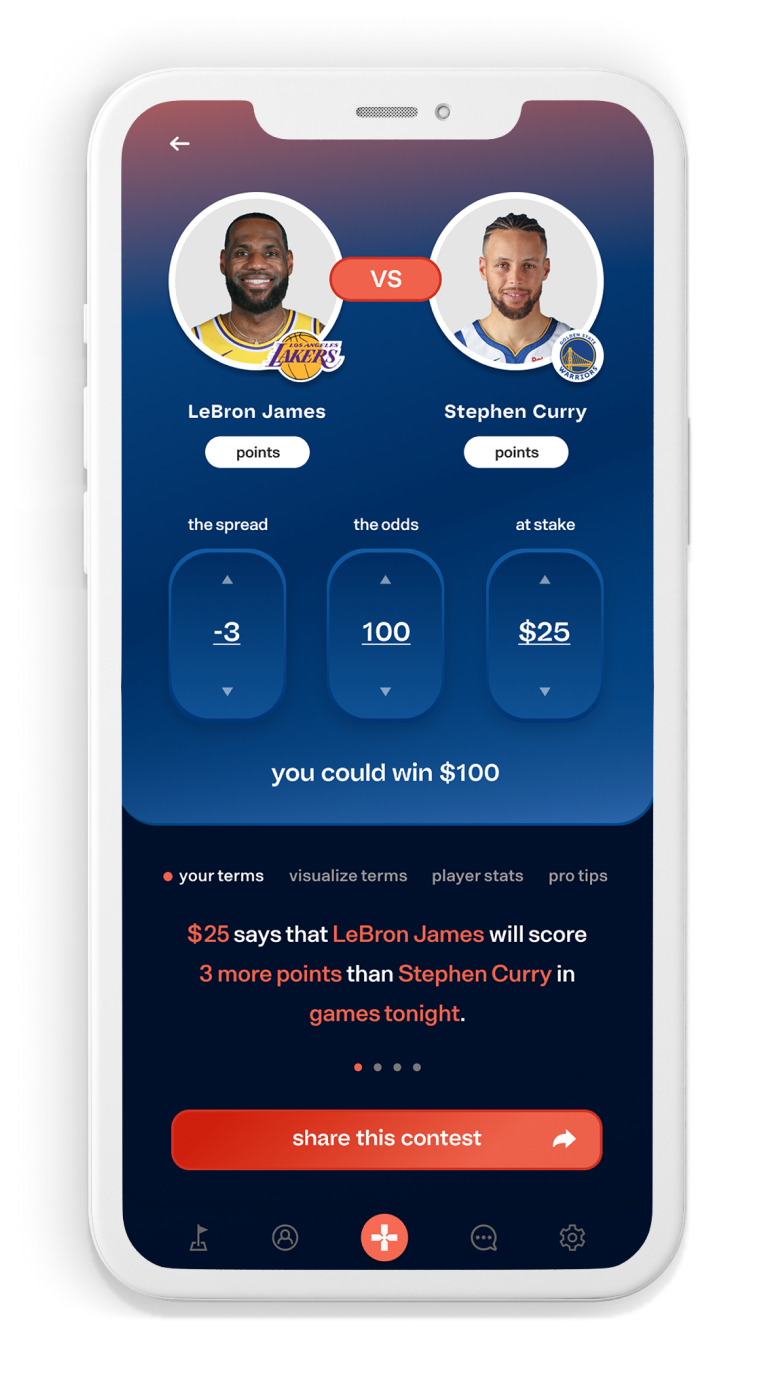 VS
LOS ANGELES
LAKERS
GOLDEN STATE
WARRIORS
LeBron James
Stephen Curry
points
points
the spread
the odds
at stake
-3
100
$25
you could win $100
your terms
visualize terms
player stats
pro tips
$25 says that LeBron James will score
3 more points than Stephen Curry in
games tonight.
share this contest